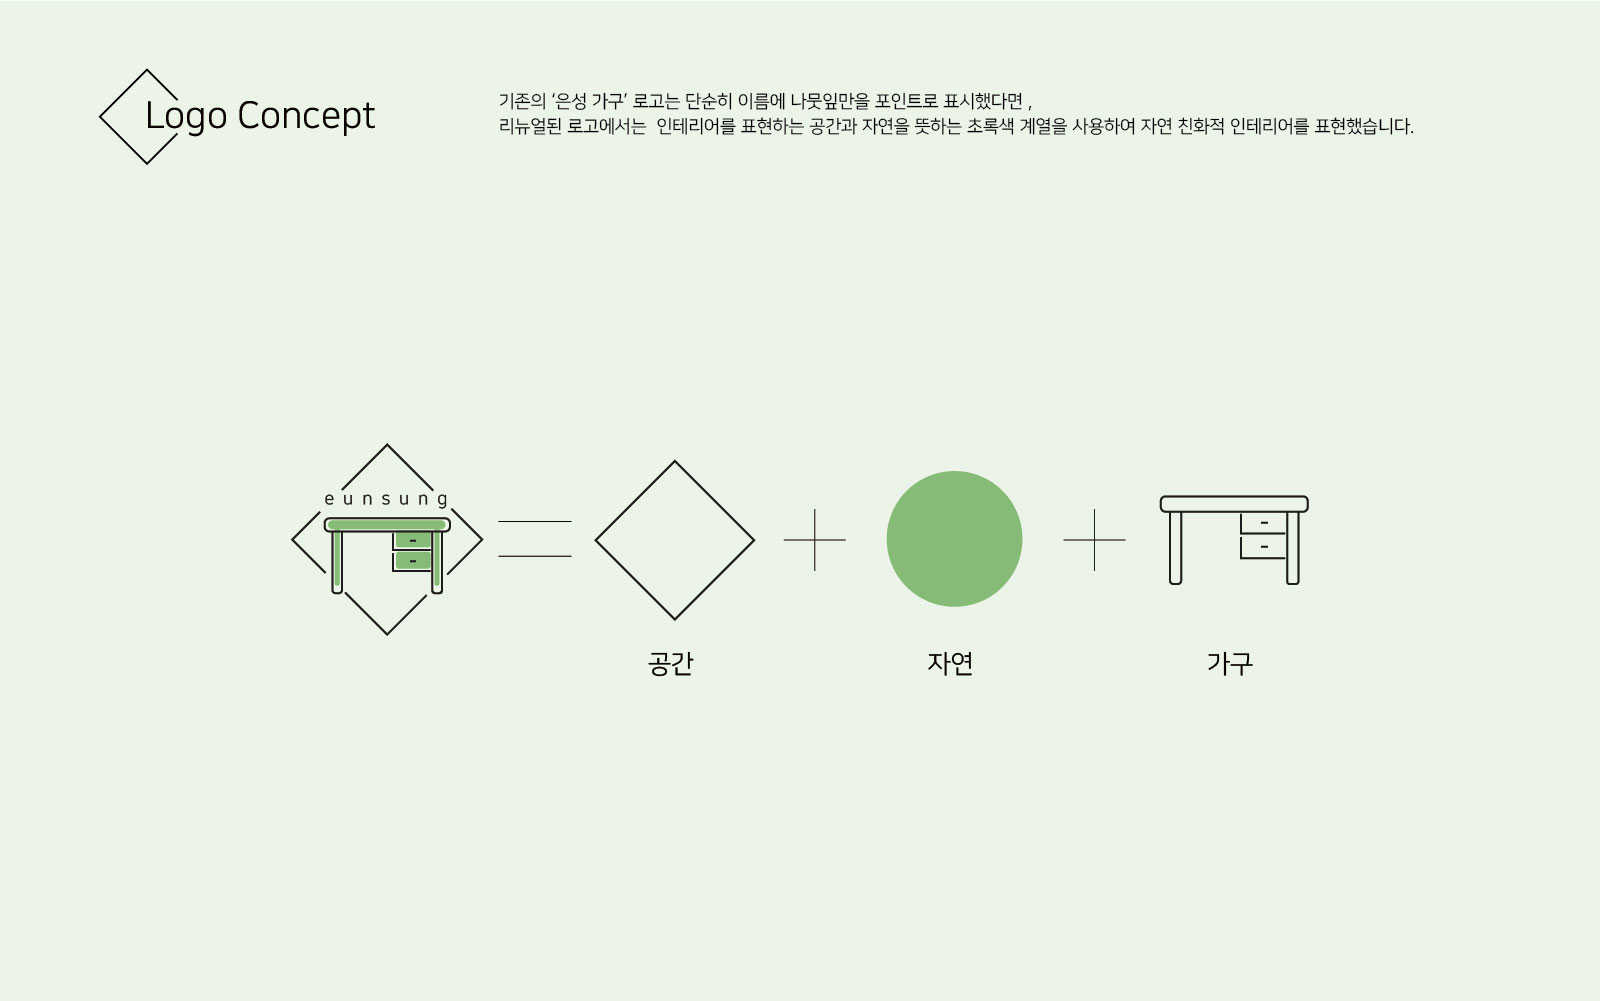 Logo Concept
기존의 ‘은성 가구’ 로고는 단순히 이름에 나뭇잎만을 포인트로 표시했다면 ,
리뉴얼된 로고에서는  인테리어를 표현하는 공간과 자연을 뜻하는 초록색 계열을 사용하여 자연 친화적 인테리어를 표현했습니다.
eunsung
공간
자연
가구